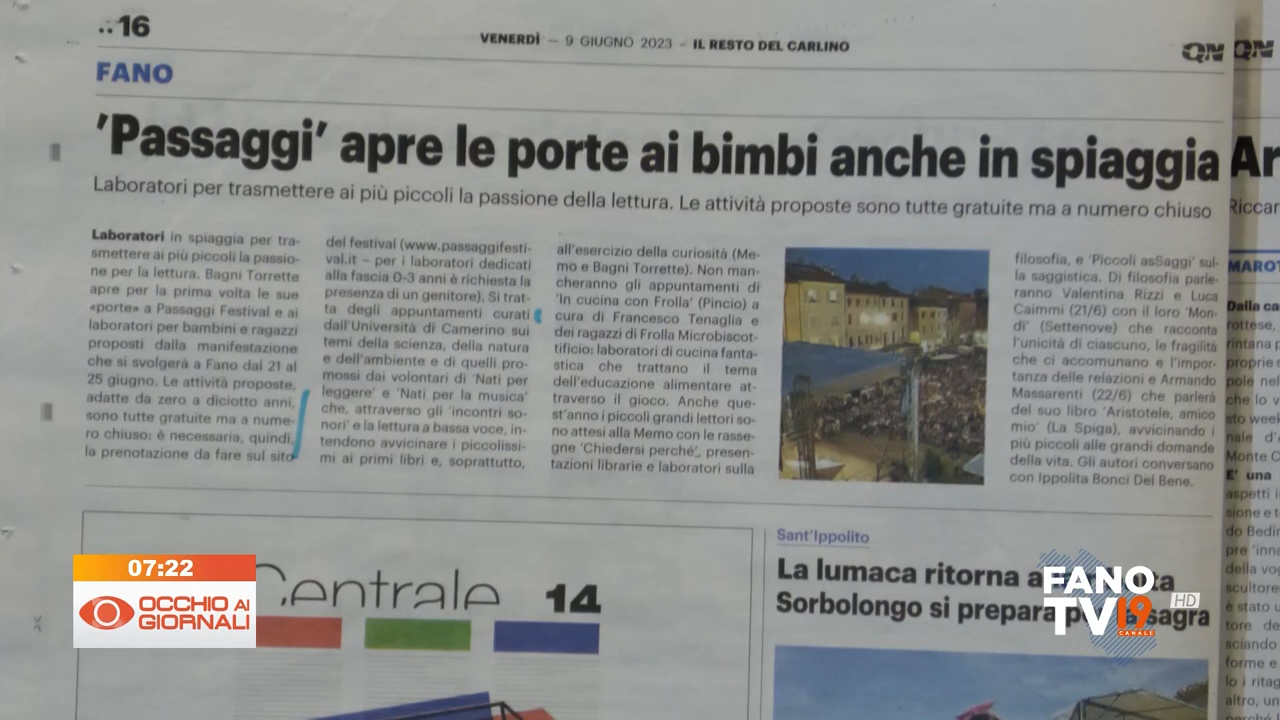 16
VENERDÌ — 9 GIUGNO 2023 – IL RESTO DEL CARLINO
QN QN
FANO
'Passaggi' apre le porte ai bimbi anche in spiaggia
Laboratori per trasmettere ai più piccoli la passione della lettura. Le attività proposte sono tutte gratuite ma a numero chiuso
Laboratori in spiaggia per tra-
smettere ai più piccoli la passio-
ne per la lettura. Bagni Torrette
apre per la prima volta le sue
«porte» a Passaggi Festival e ai
laboratori per bambini e ragazzi
proposti dalla manifestazione
che si svolgerà a Fano dal 21 al
25 giugno. Le attività proposte,
adatte da zero a diciotto anni,
sono tutte gratuite ma a nume-
ro chiuso: è necessaria, quindi,
la prenotazione da fare sul sito
del festival (www.passaggifesti-
val.it – per i laboratori dedicati
alla fascia 0-3 anni è richiesta la
presenza di un genitore). Si trat-
ta degli appuntamenti curati
dall'Università di Camerino sui
temi della scienza, della natura
e dell'ambiente e di quelli pro-
mossi dai volontari di 'Nati per
leggere' e 'Nati per la musica'
che, attraverso gli 'incontri so-
nori' e la lettura a bassa voce, in-
tendono avvicinare i piccolissi-
mi ai primi libri e, soprattutto,
all'esercizio della curiosità (Me-
mo e Bagni Torrette). Non man-
cheranno gli appuntamenti di
'In cucina con Frolla' (Pincio) a
cura di Francesco Tenaglia e
dei ragazzi di Frolla Microbiscot-
tificio: laboratori di cucina fanta-
stica che trattano il tema
dell'educazione alimentare at-
traverso il gioco. Anche que-
st'anno i piccoli grandi lettori so-
no attesi alla Memo con le rasse-
gne 'Chiedersi perché', presen-
tazioni librarie e laboratori sulla
filosofia, e 'Piccoli asSaggi' sul-
la saggistica. Di filosofia parle-
ranno Valentina Rizzi e Luca
Caimmi (21/6) con il loro 'Mon-
di' (Settenove) che racconta
l'unicità di ciascuno, le fragilità
che ci accomunano e l'impor-
tanza delle relazioni e Armando
Massarenti (22/6) che parlerà
del suo libro 'Aristotele, amico
mio' (La Spiga), avvicinando i
più piccoli alle grandi domande
della vita. Gli autori conversano
con Ippolita Bonci Del Bene.
Centrale 14
Sant'Ippolito
La lumaca ritorna
Sorbolongo si prepara sagra
Dalla ca
E' una
Monte C
07:22
OCCHIO AI
GIORNALI
FANO
TV19
CANALE
HD